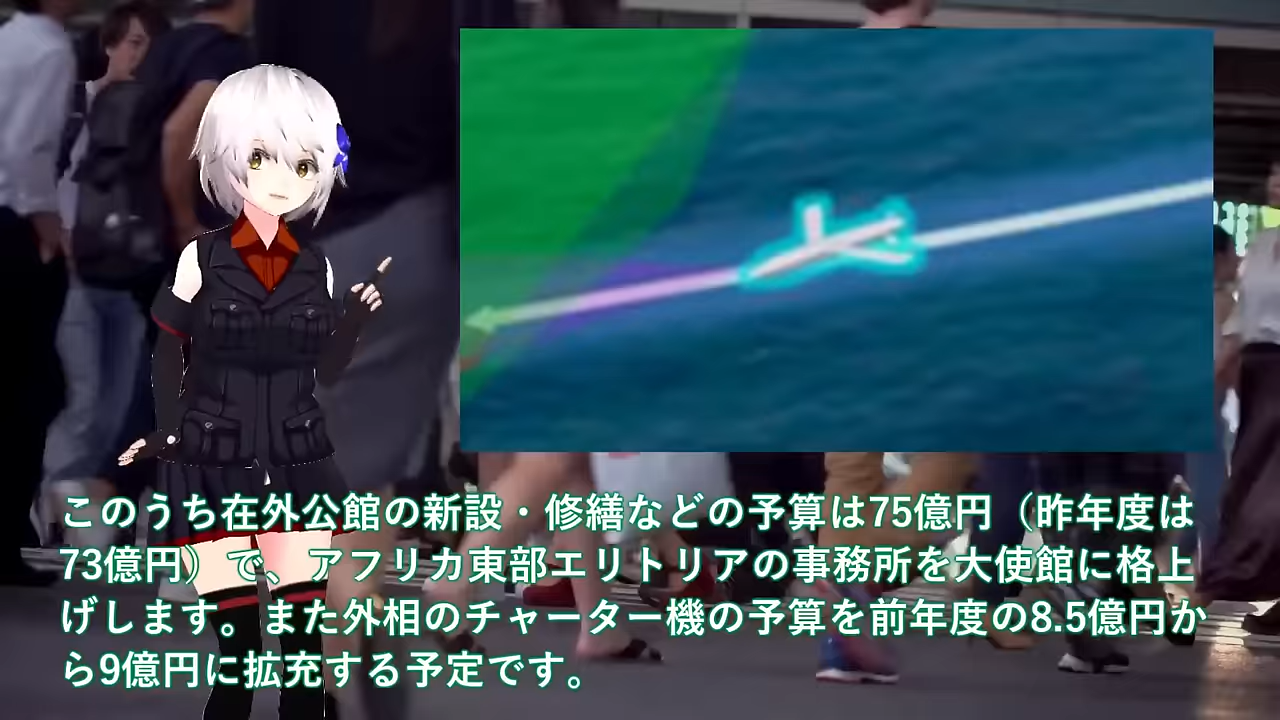 このうち在外公館の新設・修繕などの予算は75億円（昨年度は
73億円）で、アフリカ東部エリトリアの事務所を大使館に格上
げします。また外相のチャーター機の予算を前年度の8.5億円か
ら9億円に拡充する予定です。